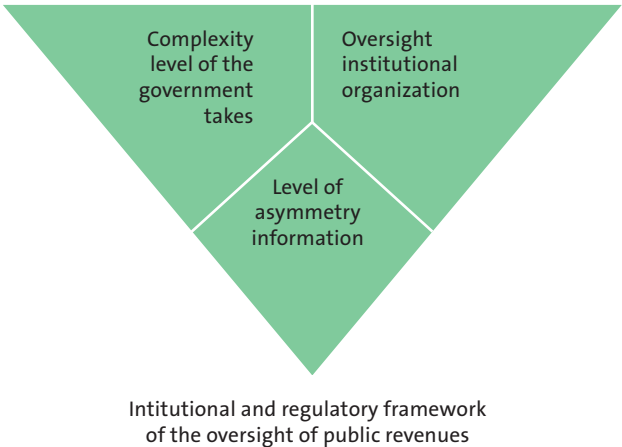 Complexity
level of the
government
takes
Oversight
institutional
organization
Level of
asymmetry
information
Intitutional and regulatory framework
of the oversight of public revenues